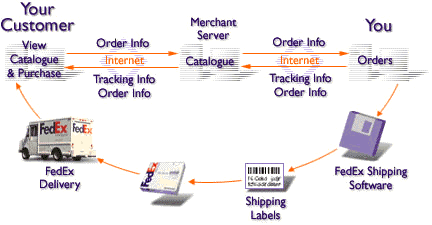 Your
Customer
View
Catalogue
& Purchase
Order Info
Internet
Tracking Info
Order Info
Merchant
Server
Catalogue
Order Info
Internet
Tracking Info
Order Info
You
Orders
FedEx
FedEx
Delivery
FedEx
Shipping
Labels
FedEx Shipping
Software